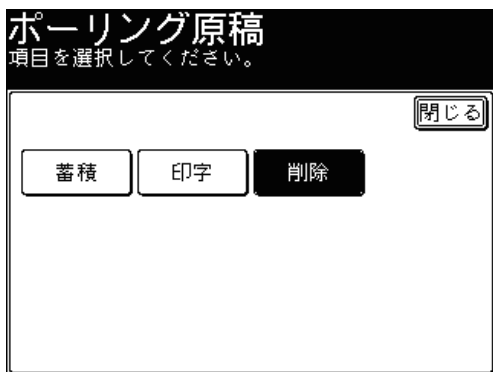 ポーリング原稿
項目を選択してください。
閉じる
蓄積 印字 削除